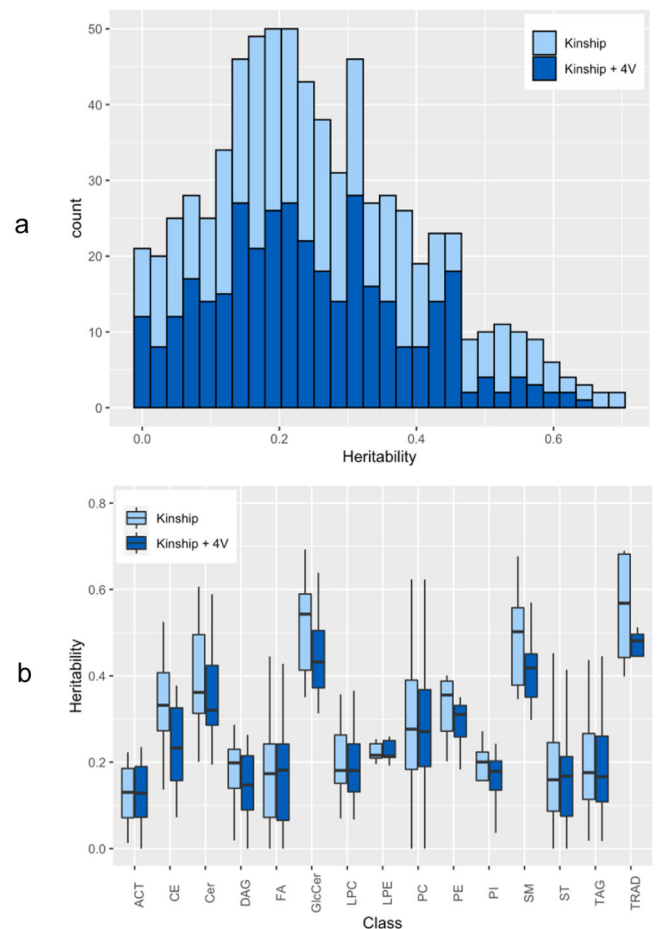 a
50
40
30
20
10
0
count
Kinship
Kinship + 4V
0.0 0.2 0.4 0.6
Heritability
b
0.8
0.6
0.4
0.2
0.0
Heritability
Kinship
Kinship + 4V
ACT CE Cer DAG FA GlcCer LPC LPE PC PE PI SM ST TAG TRAD
Class